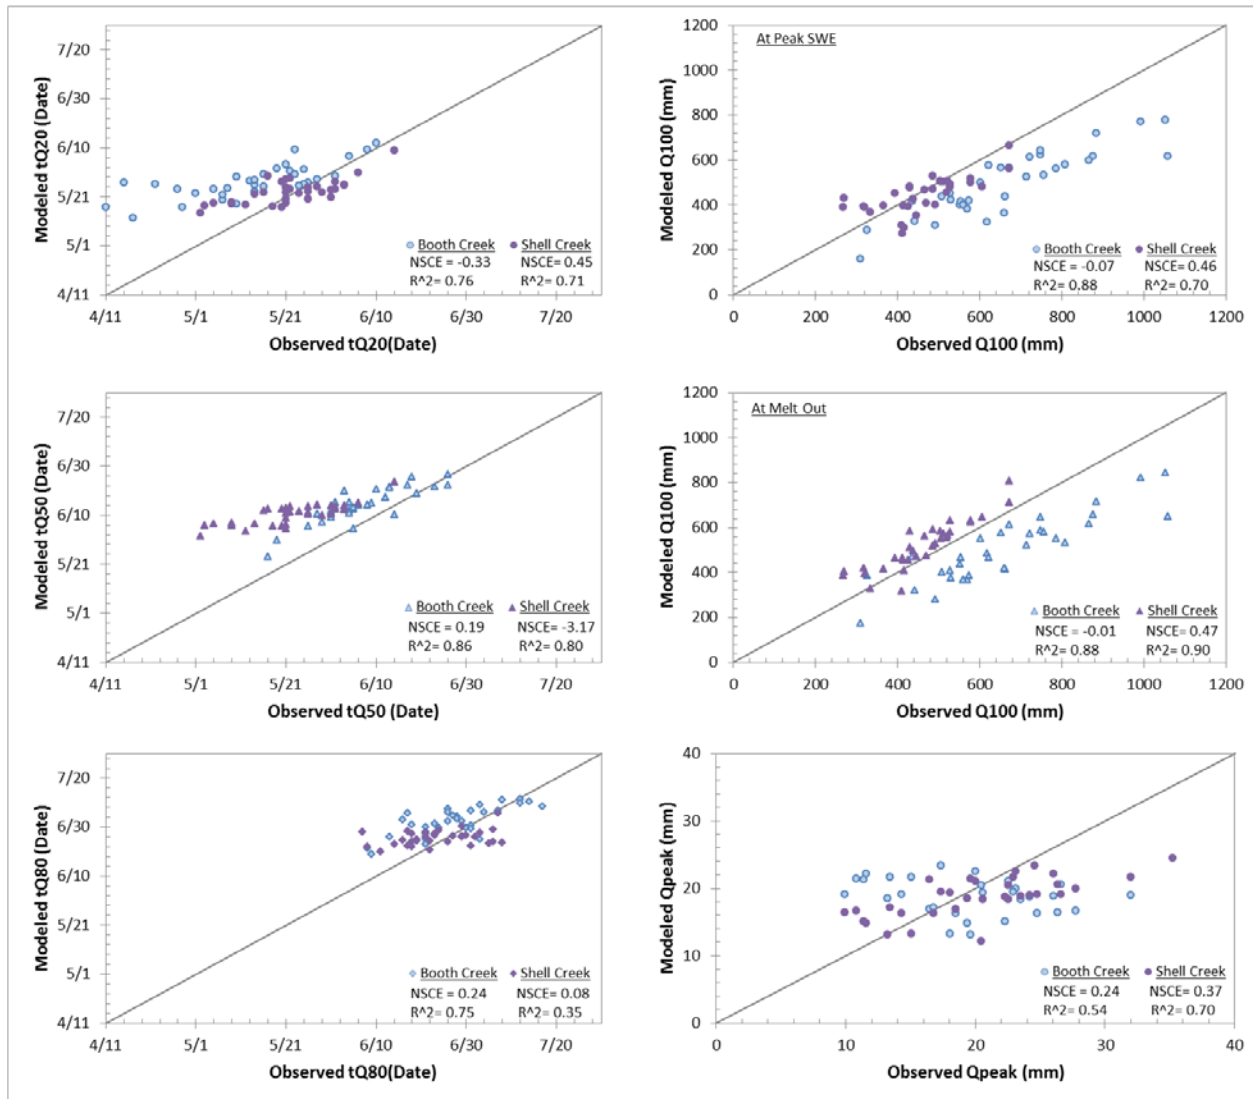 Modeled tQ20 (Date)
7/20
6/30
6/10
5/21
5/1
4/11
4/11 5/1 5/21 6/10 6/30 7/20
Observed tQ20(Date)
Booth Creek Shell Creek
NSCE = -0.33 NSCE= 0.45
R^2= 0.76 R^2= 0.71
At Peak SWE
Modeled Q100 (mm)
1200
1000
800
600
400
200
0
0 200 400 600 800 1000 1200
Observed Q100 (mm)
Booth Creek Shell Creek
NSCE = -0.07 NSCE= 0.46
R^2= 0.88 R^2= 0.70
Modeled tQ50 (Date)
7/20
6/30
6/10
5/21
5/1
4/11
4/11 5/1 5/21 6/10 6/30 7/20
Observed tQ50 (Date)
Booth Creek Shell Creek
NSCE = 0.19 NSCE= -3.17
R^2= 0.86 R^2= 0.80
At Melt Out
Modeled Q100 (mm)
1200
1000
800
600
400
200
0
0 200 400 600 800 1000 1200
Observed Q100 (mm)
Booth Creek Shell Creek
NSCE = -0.01 NSCE= 0.47
R^2= 0.88 R^2= 0.90
Modeled tQ80 (Date)
7/20
6/30
6/10
5/21
5/1
4/11
4/11 5/1 5/21 6/10 6/30 7/20
Observed tQ80(Date)
Booth Creek Shell Creek
NSCE = 0.24 NSCE= 0.08
R^2= 0.75 R^2= 0.35
Modeled Qpeak (mm)
40
30
20
10
0
0 10 20 30 40
Observed Qpeak (mm)
Booth Creek Shell Creek
NSCE = 0.24 NSCE= 0.37
R^2= 0.54 R^2= 0.70